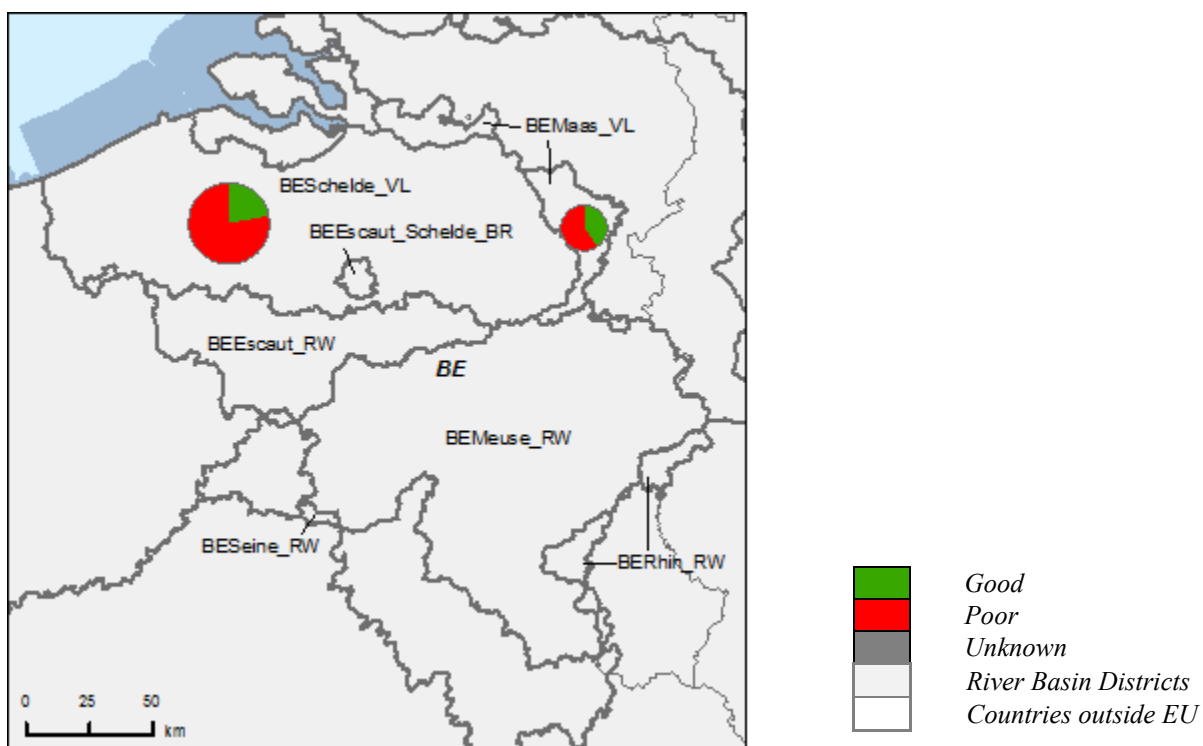 BEMaas_VL
BESchelde_VL
BEEscaut_Schelde_BR
BEEscaut_RW
BE
BEMeuse_RW
BESeine_RW
BERhin_RW
0 25 50
km
Good
Poor
Unknown
River Basin Districts
Countries outside EU